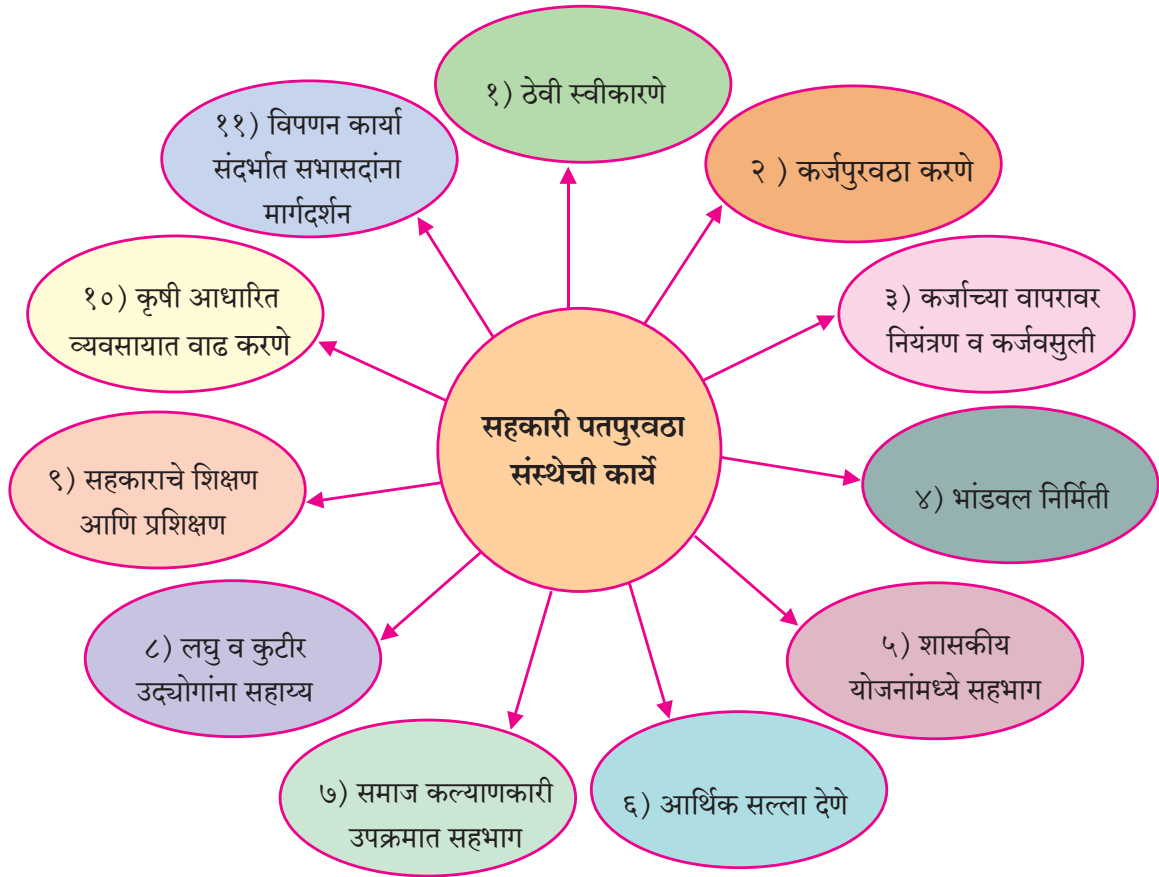 सहकारी पतपुरवठा
संस्थेची कार्ये
१) ठेवी स्वीकारणे
२ ) कर्जपुरवठा करणे
३) कर्जाच्या वापरावर
नियंत्रण व कर्जवसुली
४) भांडवल निर्मिती
५) शासकीय
योजनांमध्ये सहभाग
६) आर्थिक सल्ला देणे
७) समाज कल्याणकारी
उपक्रमात सहभाग
८) लघु व कुटीर
उद्योगांना सहाय्य
९) सहकाराचे शिक्षण
आणि प्रशिक्षण
१०) कृषी आधारित
व्यवसायात वाढ करणे
११) विपणन कार्या
संदर्भात सभासदांना
मार्गदर्शन